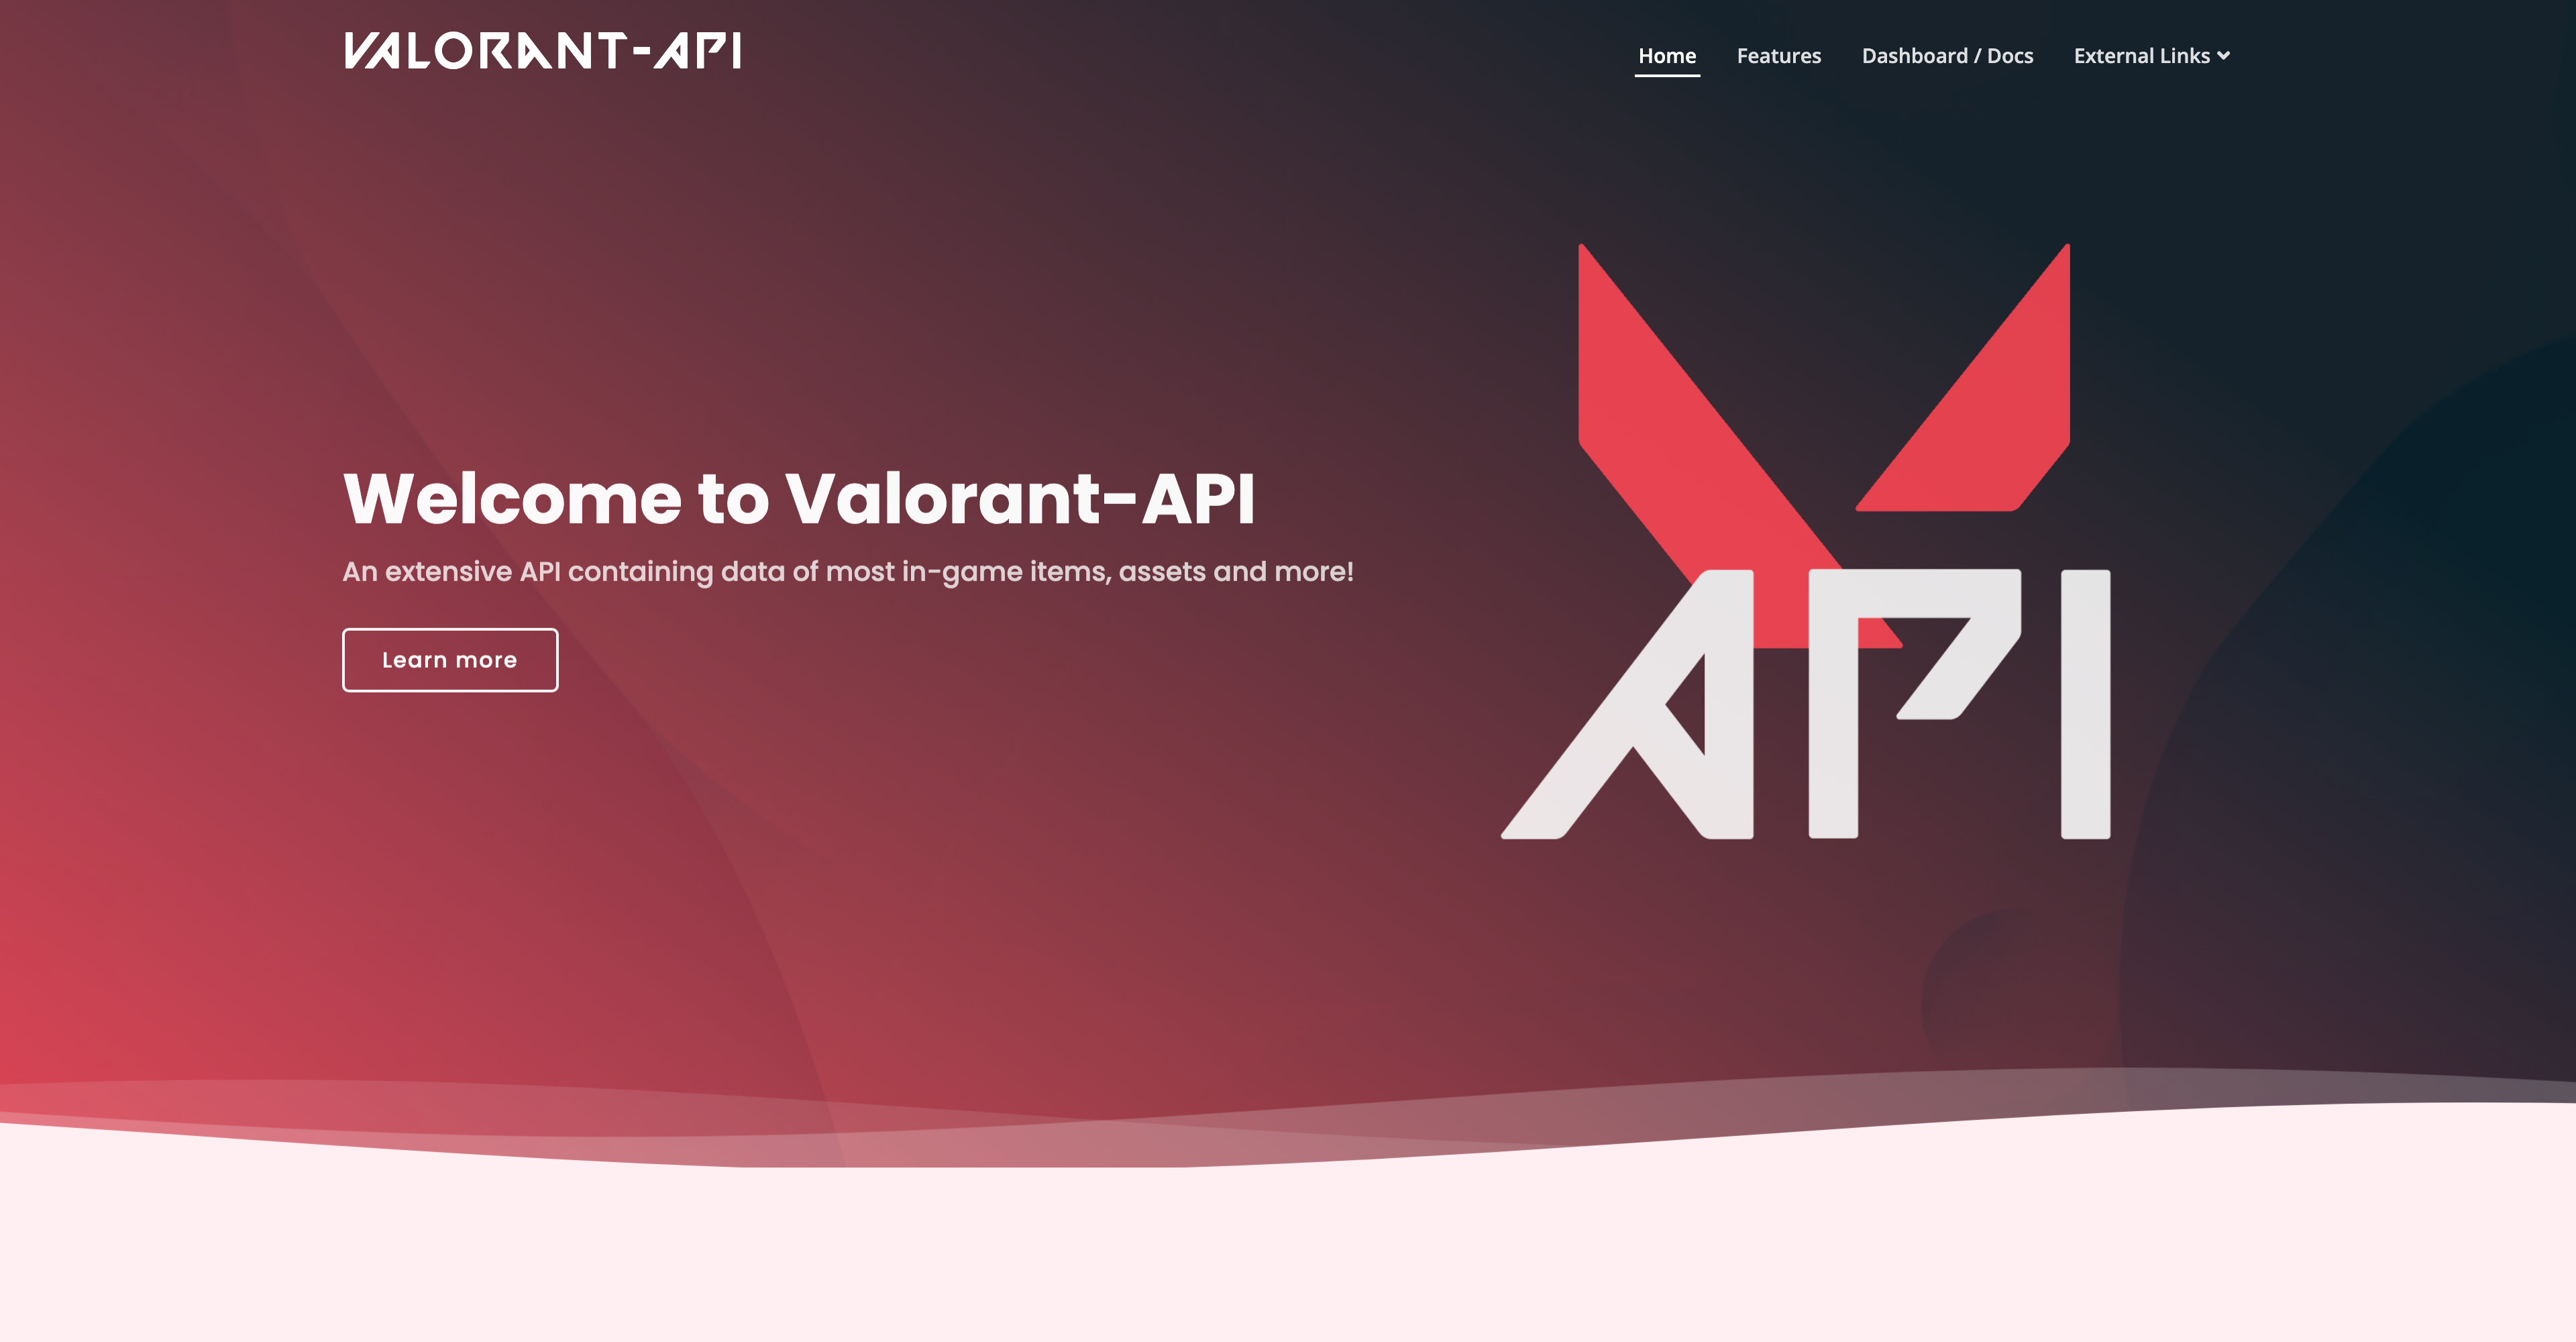 VALORANT-API
Home
Features
Dashboard / Docs
External Links
Welcome to Valorant-API
An extensive API containing data of most in-game items, assets and more!
Learn more
API